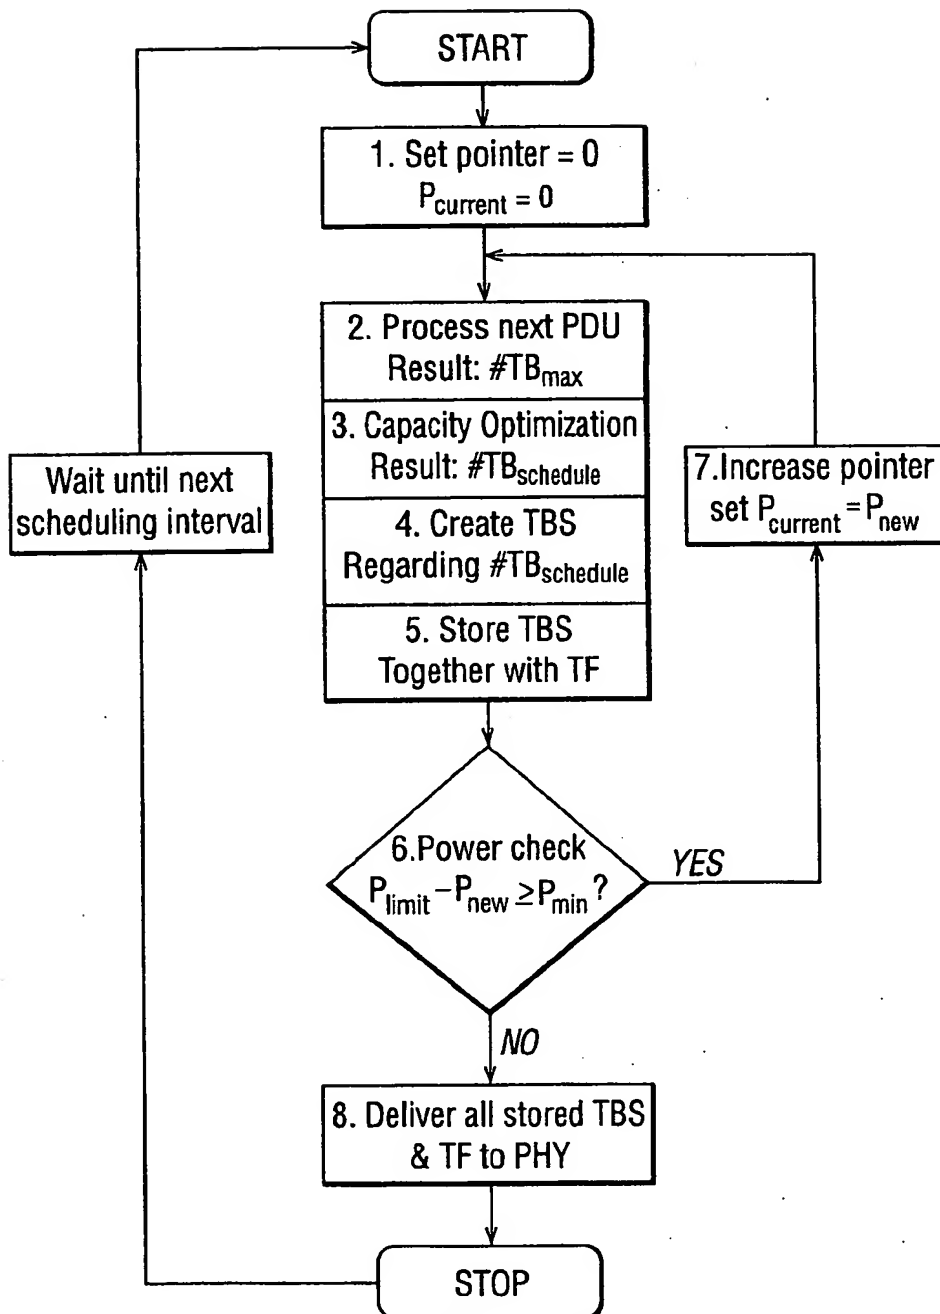 START
1. Set pointer = 0
P_current = 0
2. Process next PDU
Result: #TB_max
3. Capacity Optimization
Result: #TB_schedule
4. Create TBS
Regarding #TB_schedule
5. Store TBS
Together with TF
Wait until next
scheduling interval
7.Increase pointer
set P_current = P_new
6.Power check
P_limit – P_new ≥ P_min ?
YES
NO
8. Deliver all stored TBS
& TF to PHY
STOP